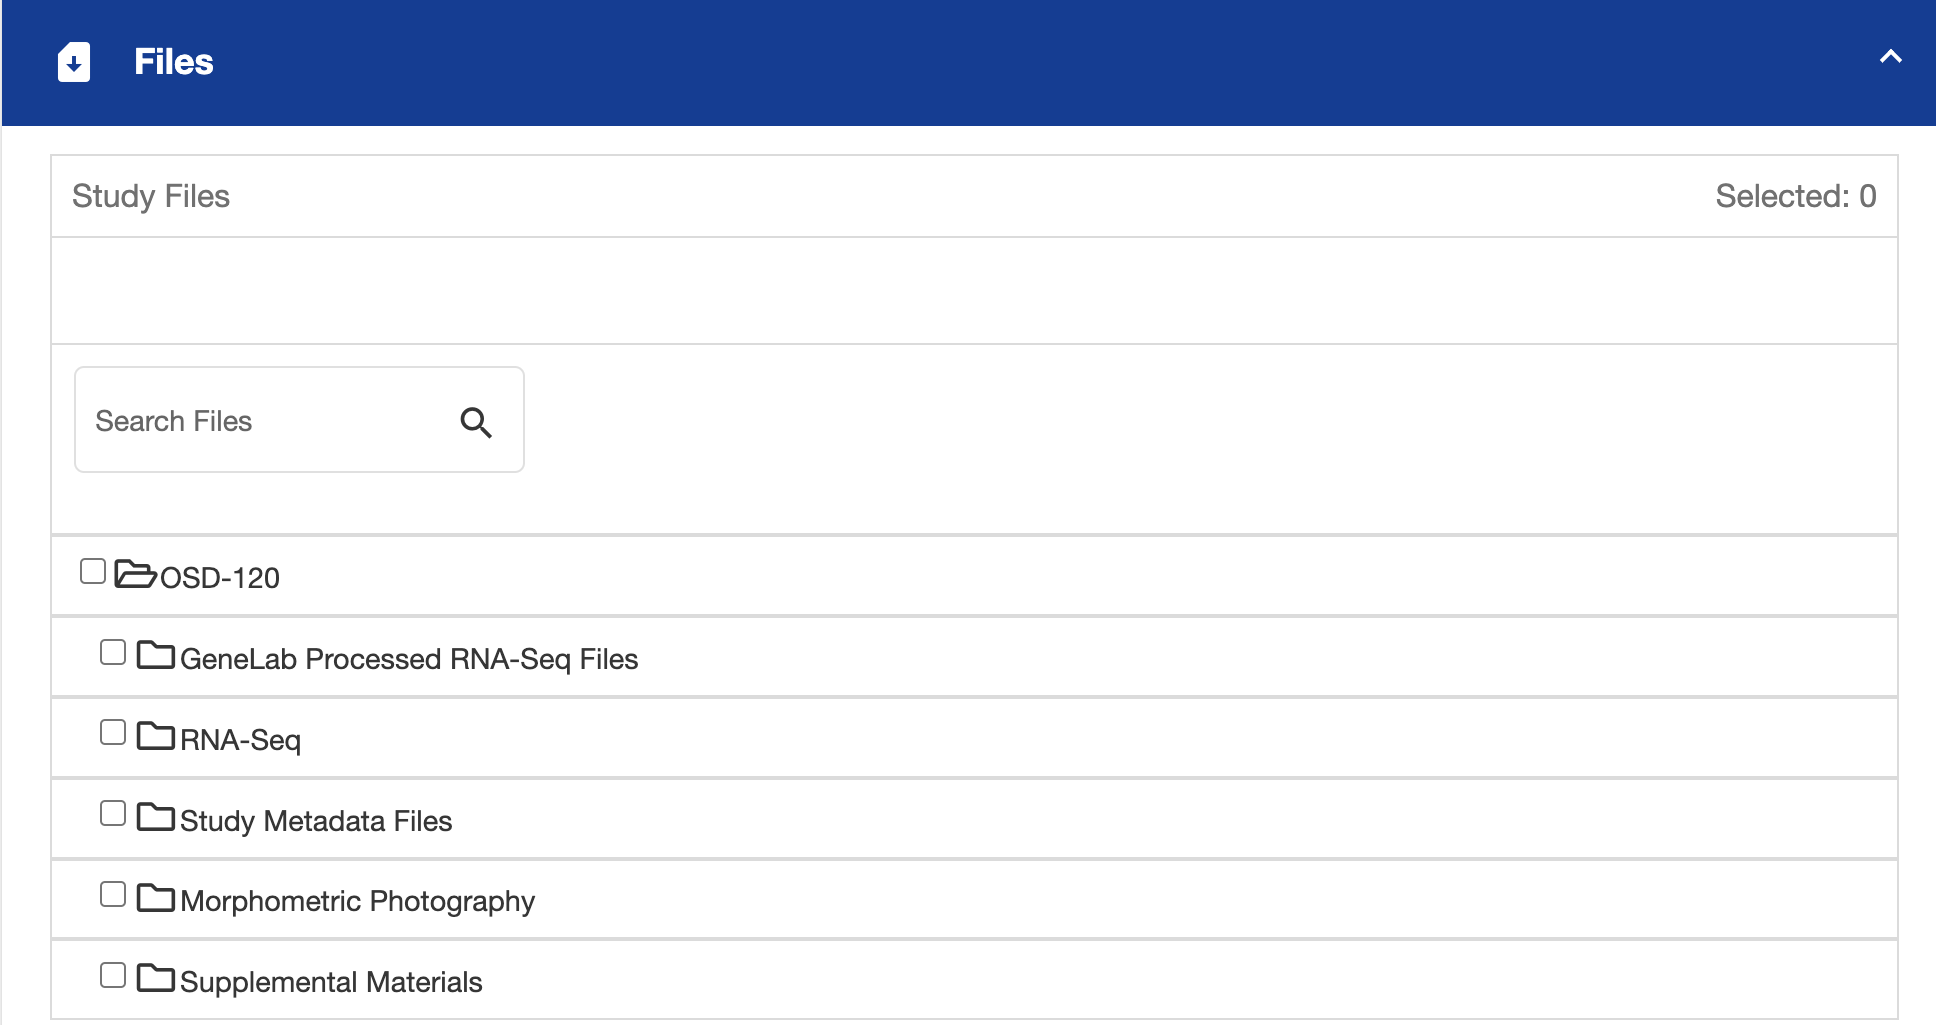 Files
Study Files
Selected: 0
Search Files
OSD-120
GeneLab Processed RNA-Seq Files
RNA-Seq
Study Metadata Files
Morphometric Photography
Supplemental Materials